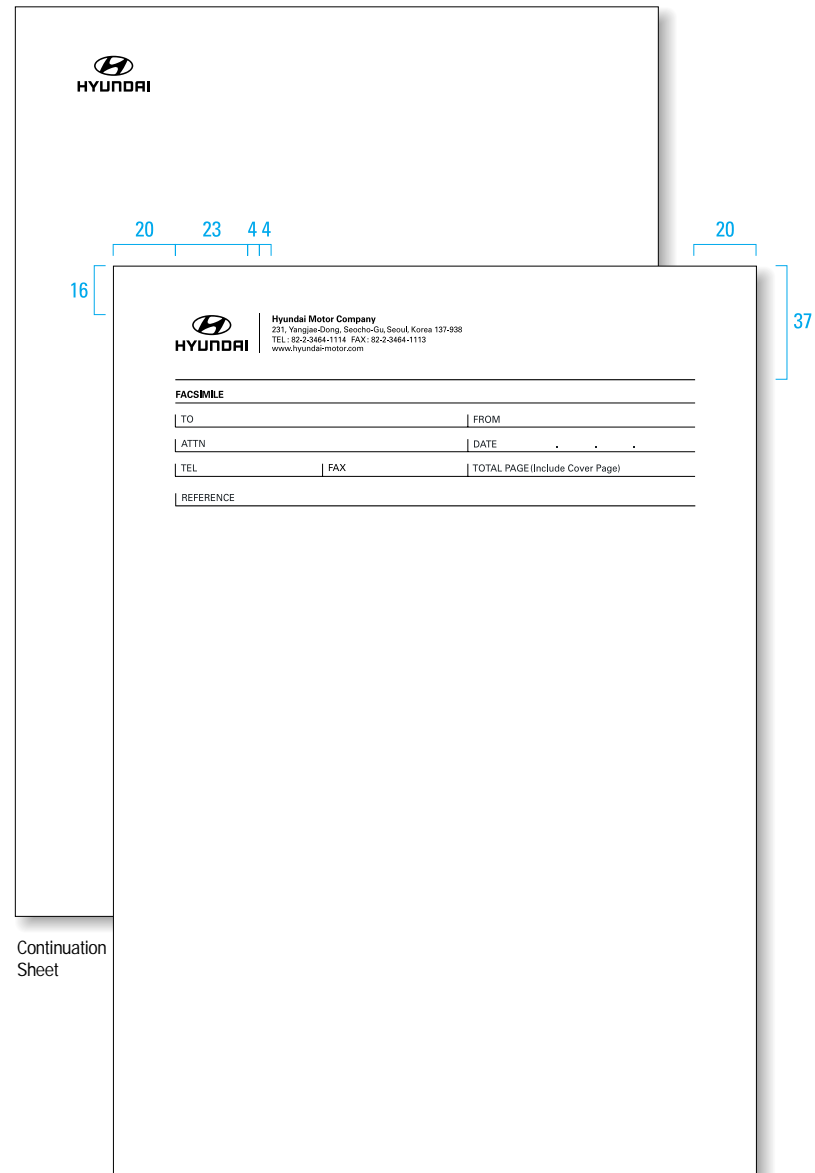 HYUNDAI
20 23 4 4 20
16
37
HYUNDAI
Hyundai Motor Company
231, Yangjae-Dong, Seocho-Gu, Seoul, Korea 137-938
TEL : 82-2-3464-1114 FAX : 82-2-3464-1113
www.hyundai-motor.com
FACSIMILE
TO FROM
ATTN DATE . . .
TEL FAX TOTAL PAGE (Include Cover Page)
REFERENCE
Continuation
Sheet